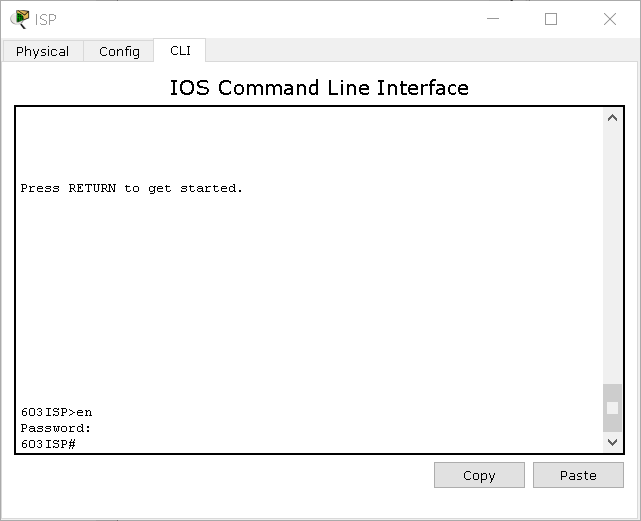 ISP
Physical Config CLI
IOS Command Line Interface
Press RETURN to get started.
603ISP>en
Password:
603ISP#
Copy Paste